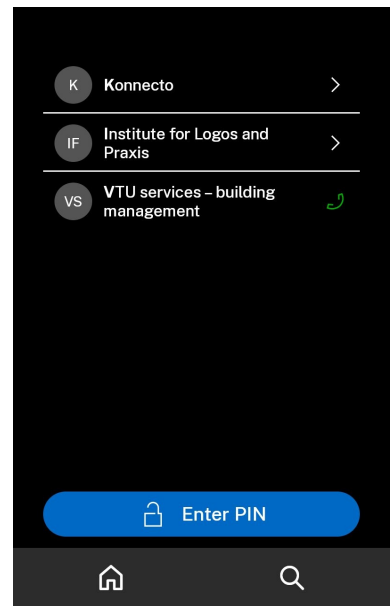 K
Konnecto
IF
Institute for Logos and
Praxis
VS
VTU services – building
management
Enter PIN